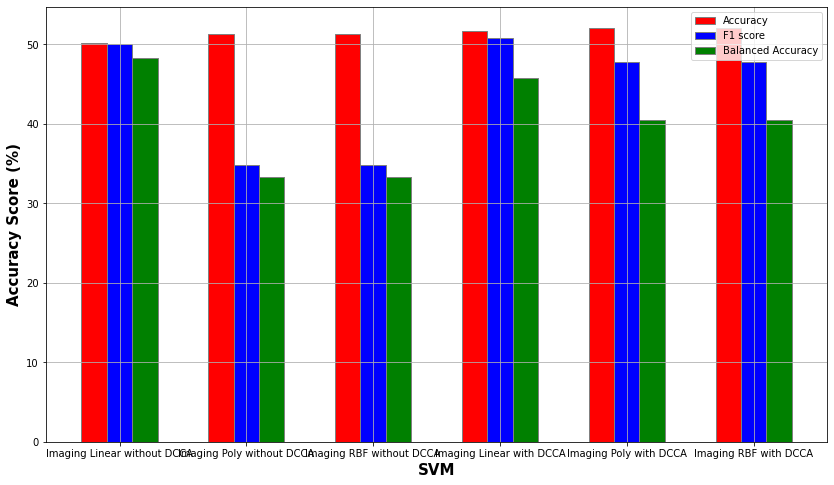 Accuracy
F1 score
Balanced Accuracy
50
40
30
20
10
0
Accuracy Score (%)
Imaging Linear without DCCA Imaging Poly without DCCA Imaging RBF without DCCA Imaging Linear with DCCA Imaging Poly with DCCA Imaging RBF with DCCA
SVM